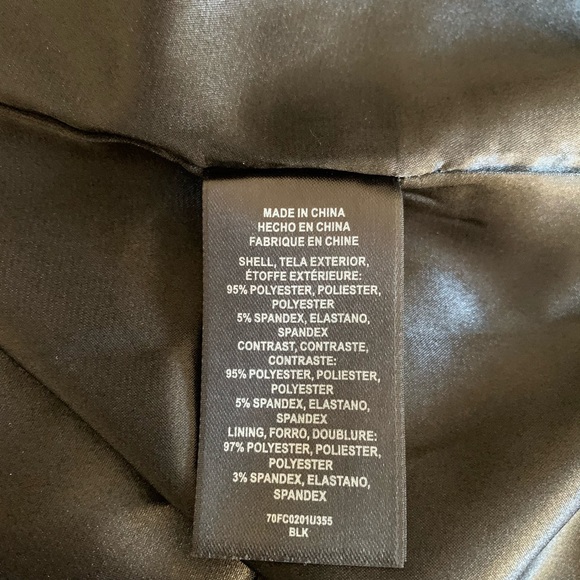 MADE IN CHINA
HECHO EN CHINA
FABRIQUE EN CHINE
SHELL, TELA EXTERIOR,
ÉTOFFE EXTÉRIEURE:
95% POLYESTER, POLIESTER,
POLYESTER
5% SPANDEX, ELASTANO,
SPANDEX
CONTRAST, CONTRASTE,
CONTRASTE:
95% POLYESTER, POLIESTER,
POLYESTER
5% SPANDEX, ELASTANO,
SPANDEX
LINING, FORRO, DOUBLURE:
97% POLYESTER, POLIESTER,
POLYESTER
3% SPANDEX, ELASTANO,
SPANDEX
70FC0201U355
BLK